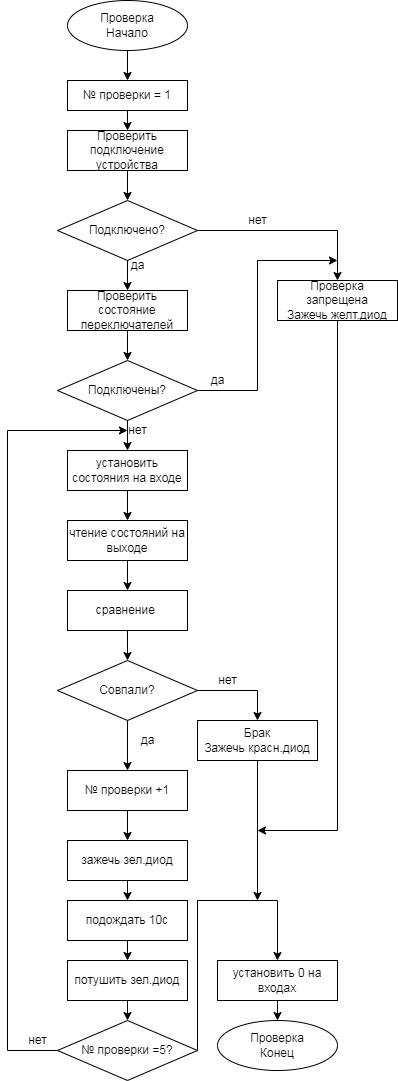 Проверка
Начало
№ проверки = 1
Проверить
подключение
устройства
Подключено?
нет
да
Проверить
состояние
переключателей
Проверка
запрещена
Зажечь желт.диод
Подключены?
да
нет
установить
состояния на входе
чтение состояний на
выходе
сравнение
Совпали?
нет
да
Брак
Зажечь красн.диод
№ проверки +1
зажечь зел.диод
подождать 10с
потушить зел.диод
установить 0 на
входах
нет
№ проверки =5?
Проверка
Конец